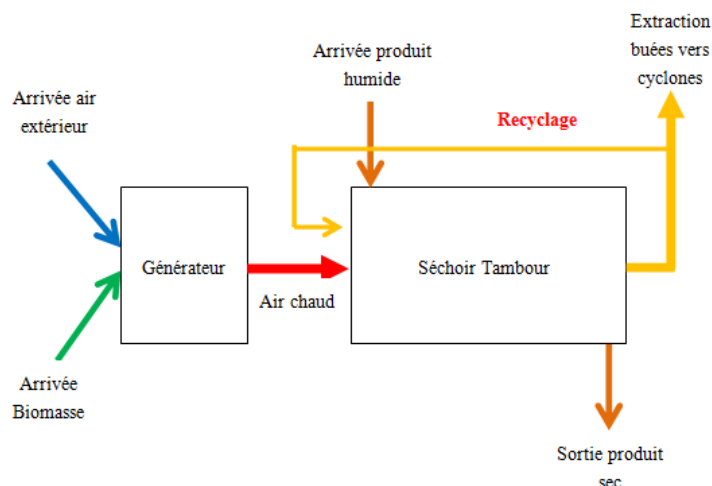 Extraction
buées vers
cyclones
Arrivée produit
humide
Arrivée air
extérieur
Recyclage
Générateur
Séchoir Tambour
Air chaud
Arrivée
Biomasse
Sortie produit
sec